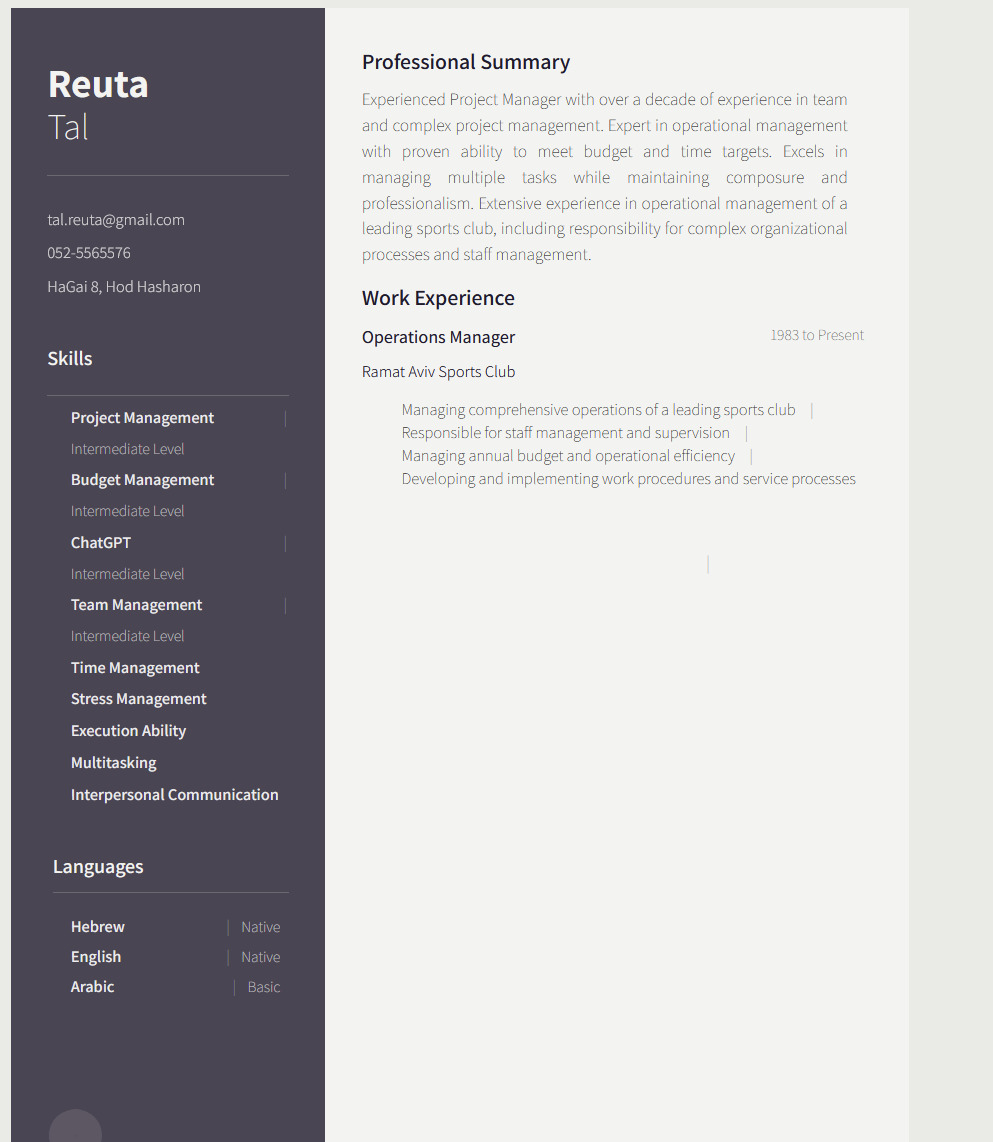 Reuta
Tal
tal.reuta@gmail.com
052-5565576
HaGai 8, Hod Hasharon
Skills
Project Management |
Intermediate Level
Budget Management |
Intermediate Level
ChatGPT |
Intermediate Level
Team Management |
Intermediate Level
Time Management
Stress Management
Execution Ability
Multitasking
Interpersonal Communication
Languages
Hebrew | Native
English | Native
Arabic | Basic
Professional Summary
Experienced Project Manager with over a decade of experience in team
and complex project management. Expert in operational management
with proven ability to meet budget and time targets. Excels in
managing multiple tasks while maintaining composure and
professionalism. Extensive experience in operational management of a
leading sports club, including responsibility for complex organizational
processes and staff management.
Work Experience
Operations Manager 1983 to Present
Ramat Aviv Sports Club
Managing comprehensive operations of a leading sports club |
Responsible for staff management and supervision |
Managing annual budget and operational efficiency |
Developing and implementing work procedures and service processes
|